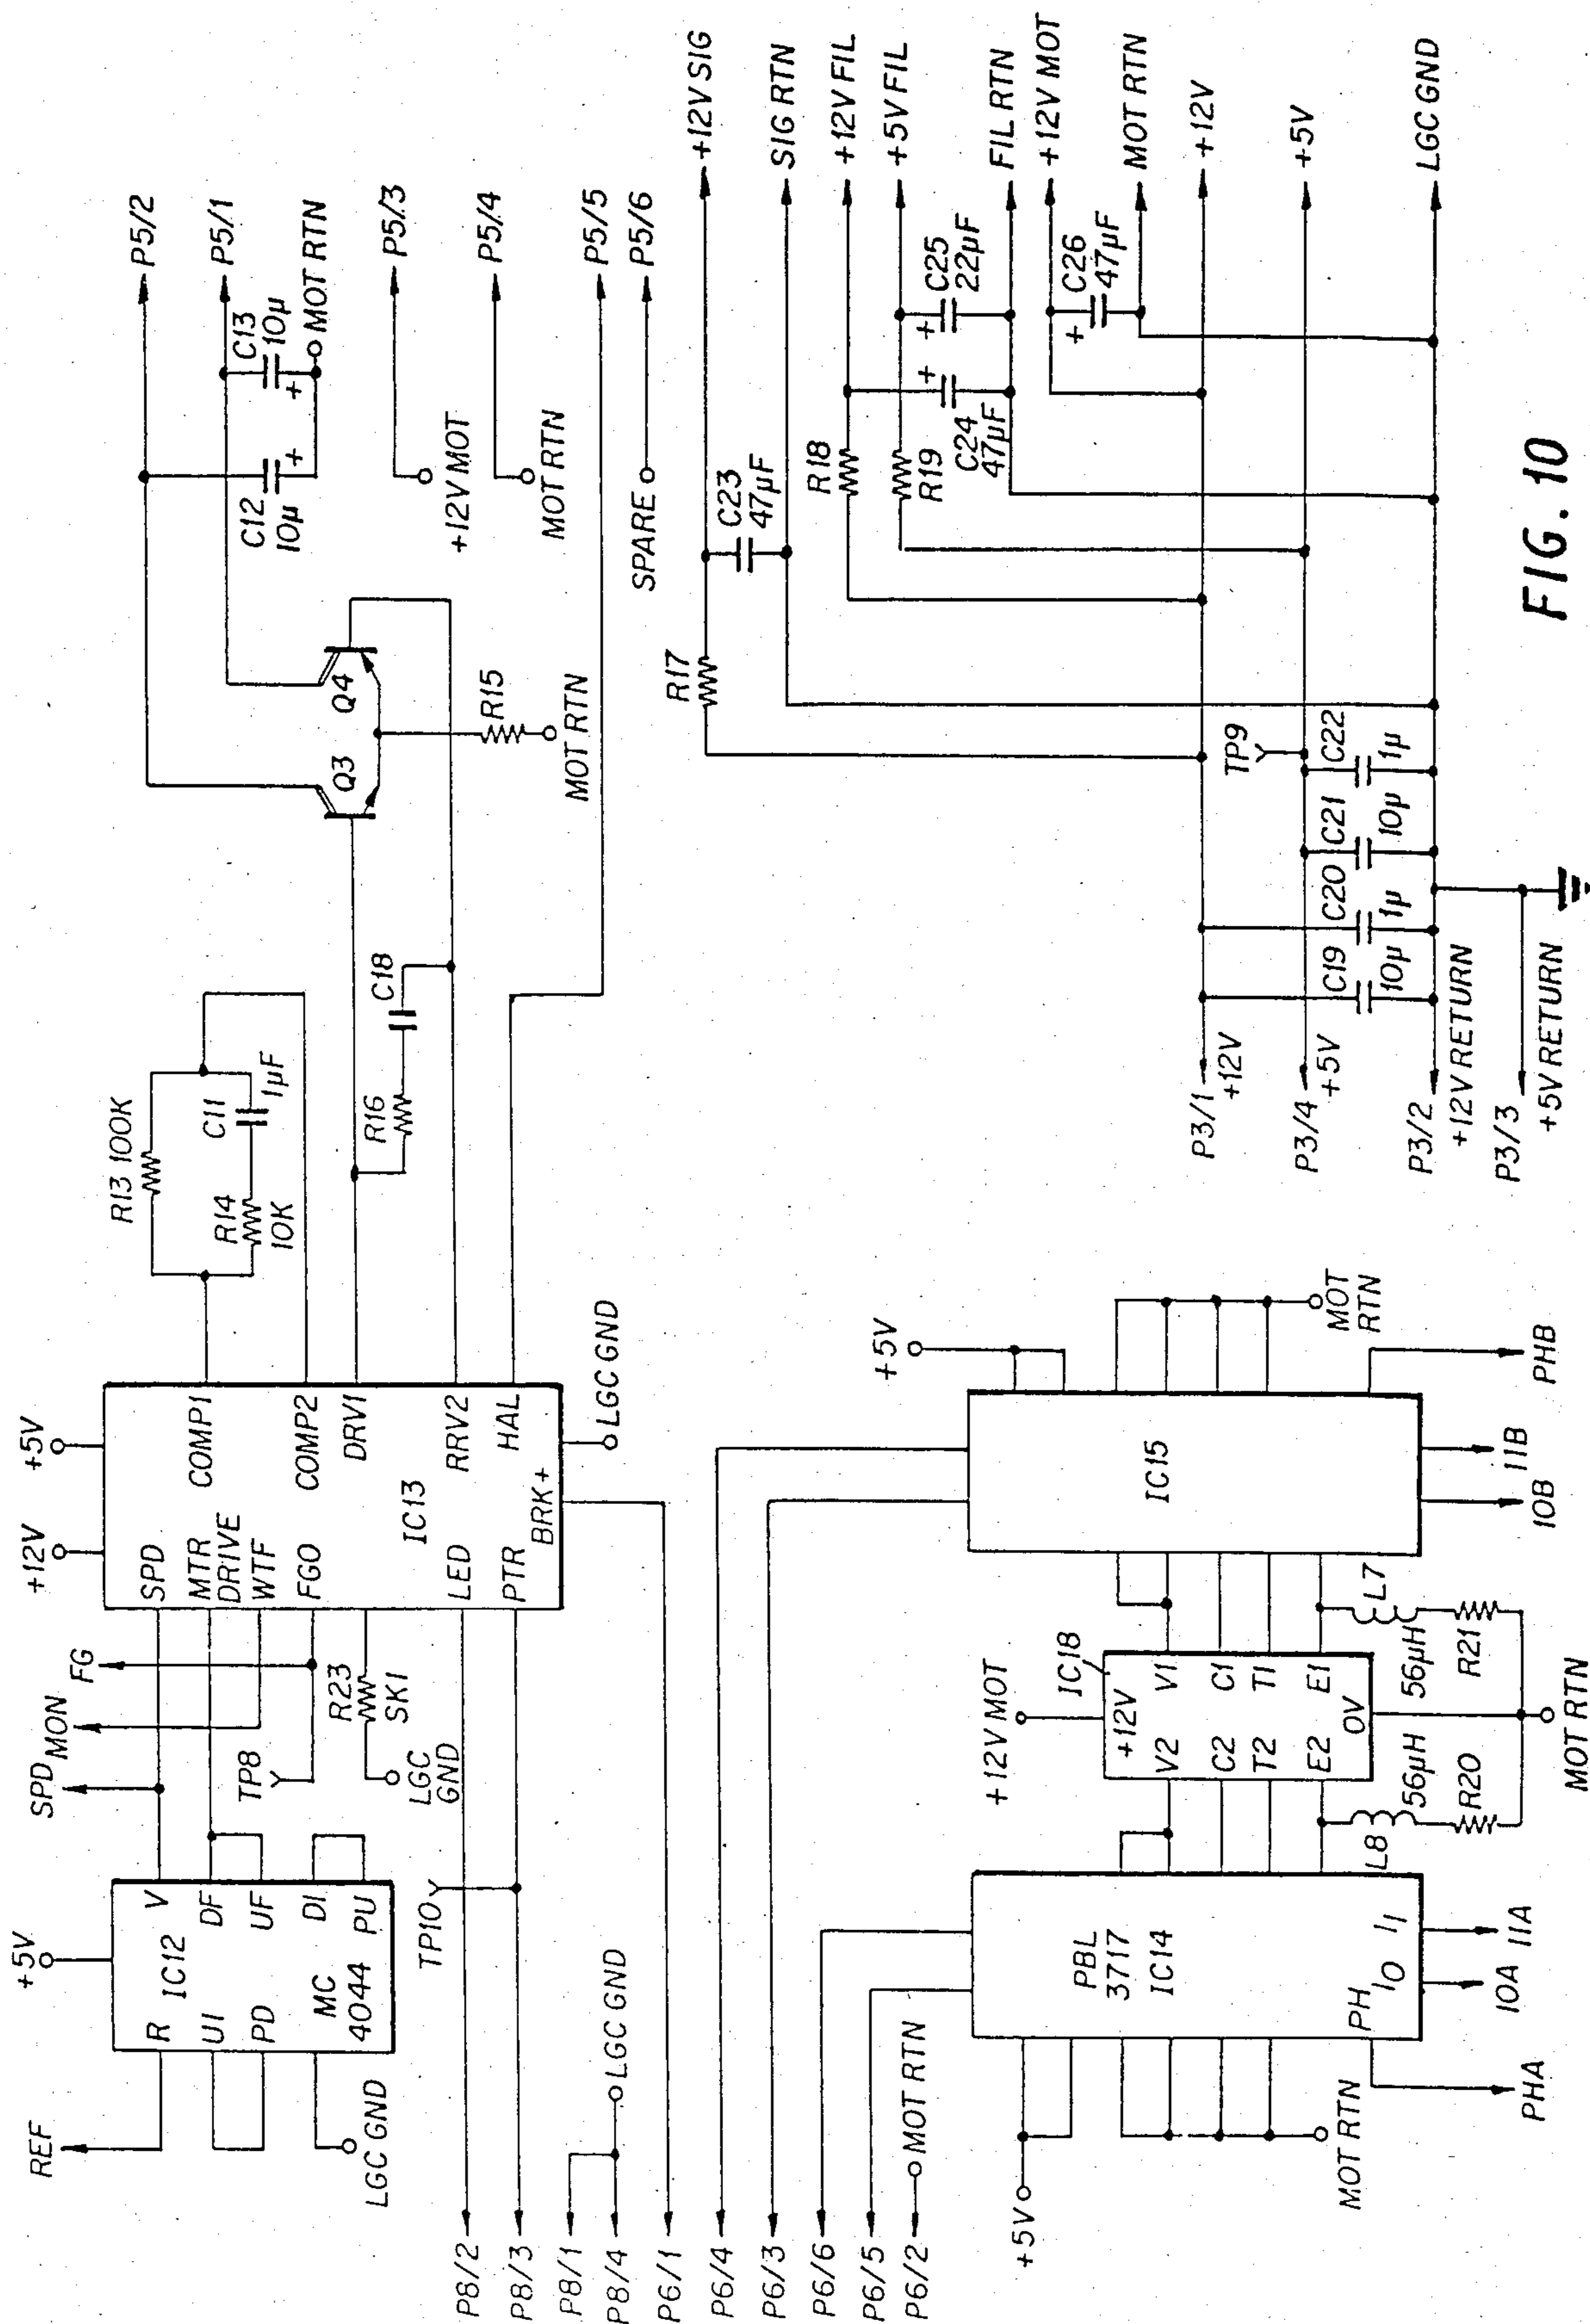 REF
+5V
SPD
MON
FG
+12V
+5V
R
V
IC12
UI
DF
PD
UF
DI
MC
4044
PU
LGC GND
TP8
R23
SK1
LGC
GND
SPD
MTR
DRIVE
WTF
FGO
COMP1
COMP2
DRV1
IC13
LED
RRV2
PTR
HAL
BRK+
LGC GND
TP10
R13 100K
R14
10K
C11
1µF
R16
C18
Q3
Q4
R15
MOT RTN
C12
10µ
+
C13
10µ
+
MOT RTN
P5/2
P5/1
P5/3
+12V MOT
P5/4
MOT RTN
P5/5
SPARE
P5/6
P8/2
P8/3
P8/1
P8/4
LGC GND
P6/1
P6/4
P6/3
P6/6
P6/5
P6/2
MOT RTN
+5V
PBL
3717
IC14
PH
I0
I1
MOT RTN
PHA
10A
11A
+12V MOT
IC18
+12V
V2
V1
C2
C1
T2
T1
E2
E1
0V
L8
56µH
R20
L7
56µH
R21
MOT RTN
+5V
IC15
MOT
RTN
10B
11B
PHB
R17
C23
47µF
+12V SIG
SIG RTN
R18
+12V FIL
R19
+5V FIL
C24
47µF
+
C25
22µF
+
FIL RTN
+12V MOT
C26
47µF
+
MOT RTN
P3/1
+12V
+12V
TP9
P3/4
+5V
+5V
C19
10µ
C20
1µ
C21
10µ
C22
1µ
P3/2
+12V RETURN
LGC GND
P3/3
+5V RETURN
FIG. 10